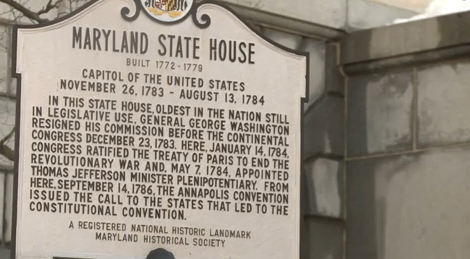 MARYLAND STATE HOUSE
BUILT 1772-1779
CAPITOL OF THE UNITED STATES
NOVEMBER 26, 1783 - AUGUST 13, 1784
IN THIS STATE HOUSE, OLDEST IN THE NATION STILL
IN LEGISLATIVE USE, GENERAL GEORGE WASHINGTON
RESIGNED HIS COMMISSION BEFORE THE CONTINENTAL
CONGRESS DECEMBER 23, 1783. HERE, JANUARY 14, 1784,
CONGRESS RATIFIED THE TREATY OF PARIS TO END THE
REVOLUTIONARY WAR AND, MAY 7, 1784, APPOINTED
THOMAS JEFFERSON MINISTER PLENIPOTENTIARY. FROM
HERE, SEPTEMBER 14, 1786, THE ANNAPOLIS CONVENTION
ISSUED THE CALL TO THE STATES THAT LED TO THE
CONSTITUTIONAL CONVENTION.
A REGISTERED NATIONAL HISTORIC LANDMARK
MARYLAND HISTORICAL SOCIETY